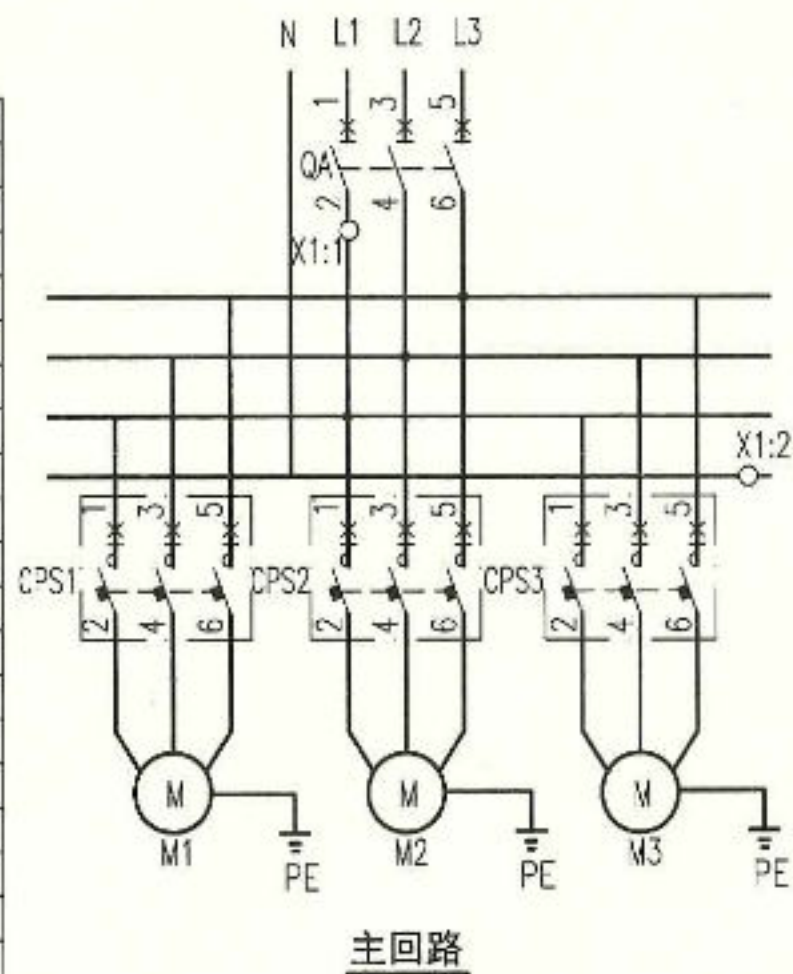 N L1 L2 L3
1 3 5
QA
2 4 6
X1:1
X1:2
1 3 5 1 3 5 1 3 5
CPS1 CPS2 CPS3
2 4 6 2 4 6 2 4 6
M M M
M1 M2 M3
PE PE PE
主回路